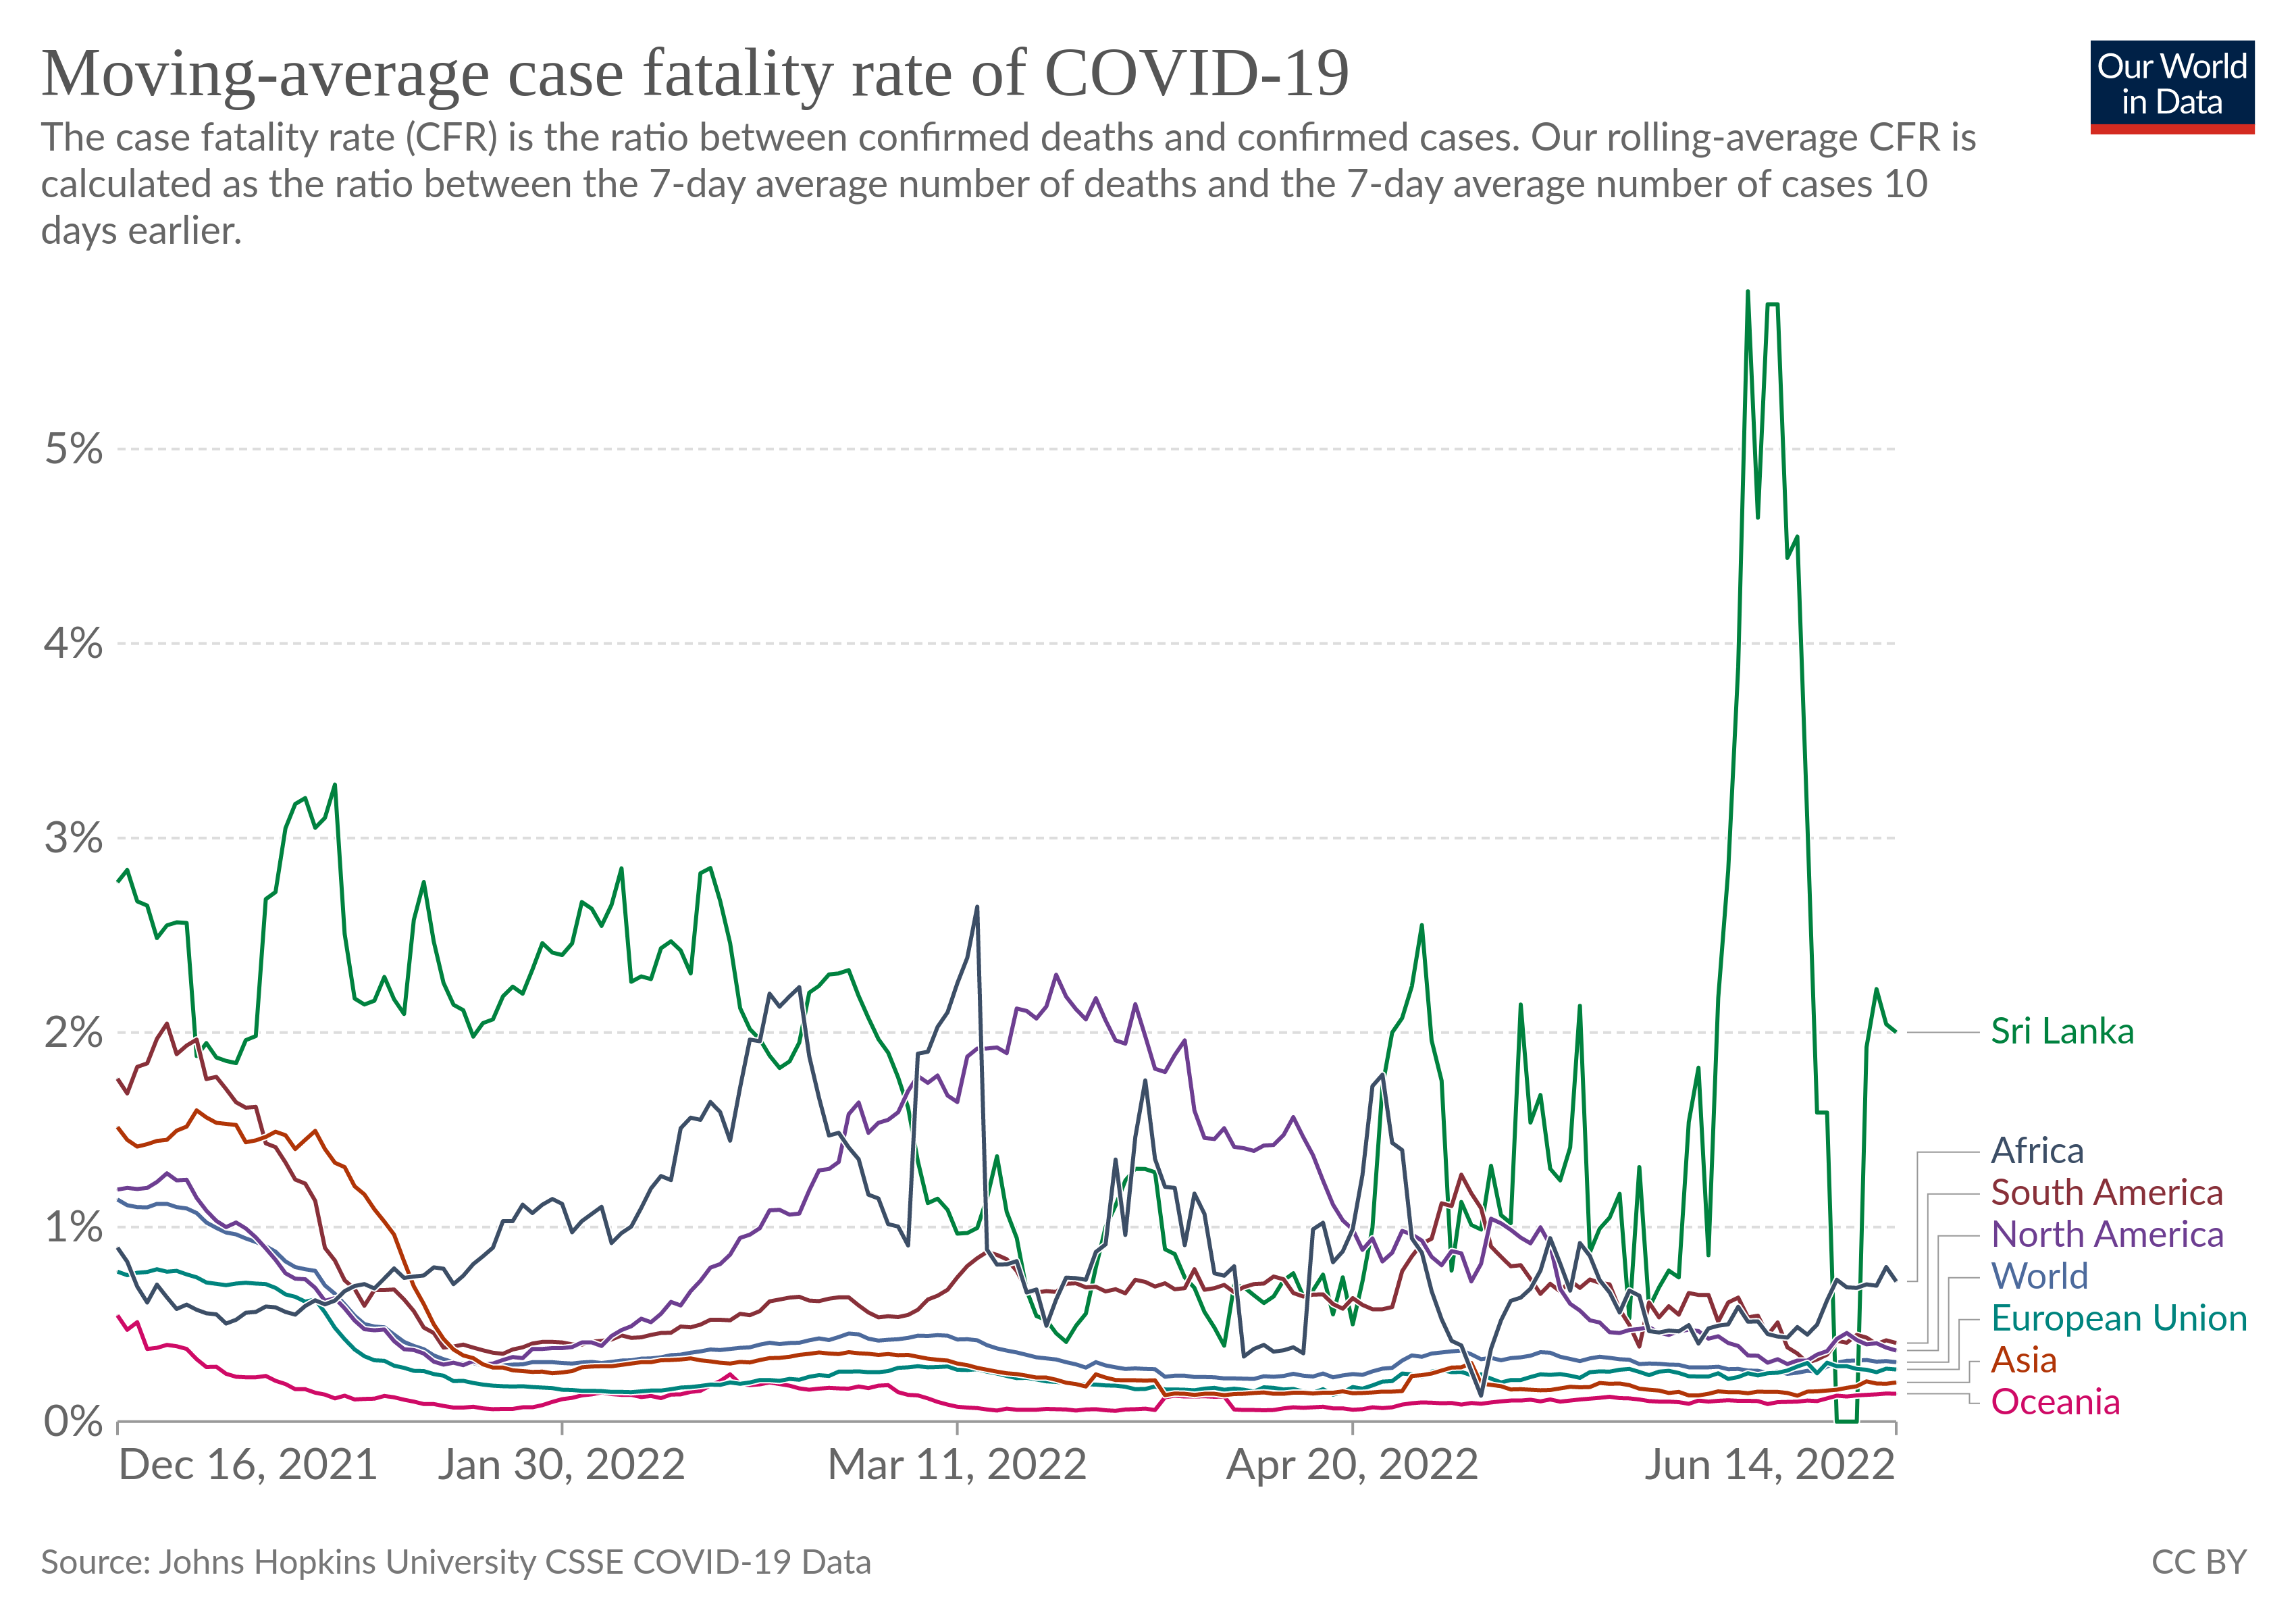 Moving-average case fatality rate of COVID-19
Our World
in Data
The case fatality rate (CFR) is the ratio between confirmed deaths and confirmed cases. Our rolling-average CFR is
calculated as the ratio between the 7-day average number of deaths and the 7-day average number of cases 10
days earlier.
5%
4%
3%
2%
1%
0%
Sri Lanka
Africa
South America
North America
World
European Union
Asia
Oceania
Dec 16, 2021
Jan 30, 2022
Mar 11, 2022
Apr 20, 2022
Jun 14, 2022
Source: Johns Hopkins University CSSE COVID-19 Data
CC BY